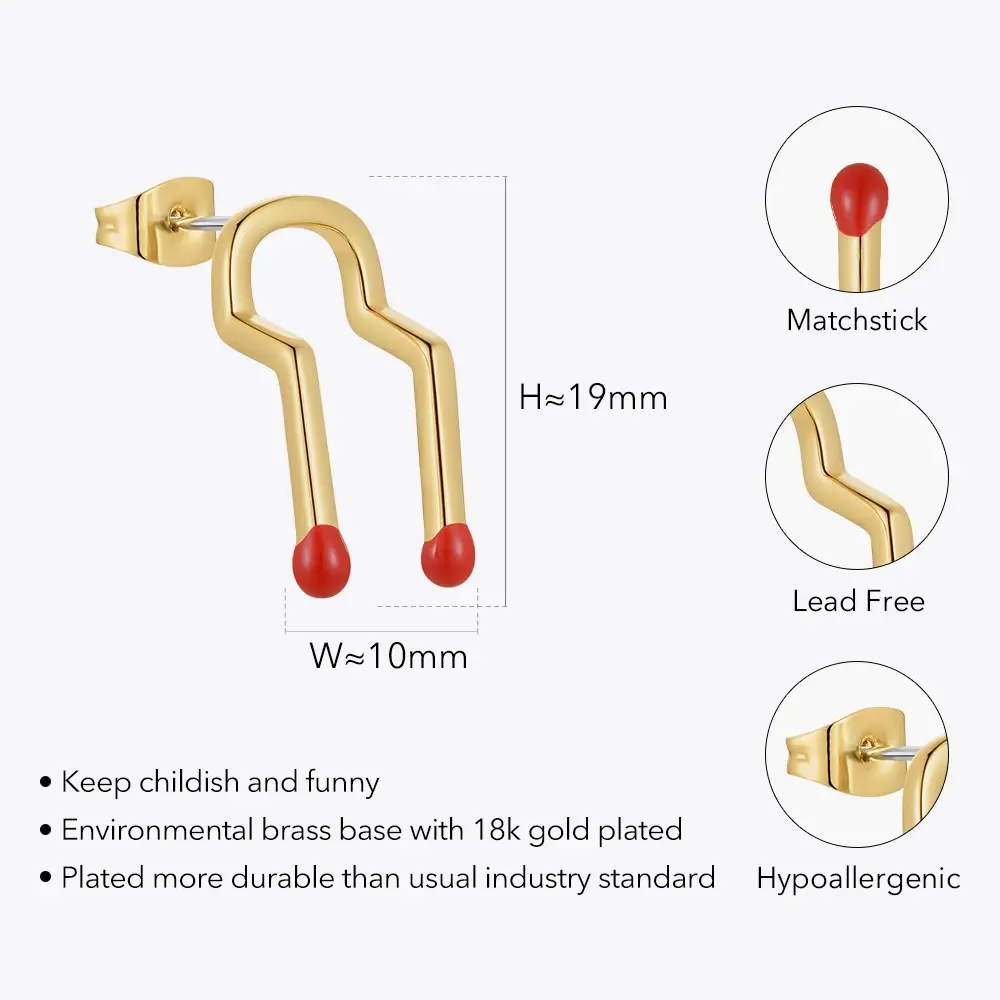 H≈19mm
W≈10mm
Matchstick
Lead Free
Hypoallergenic
• Keep childish and funny
• Environmental brass base with 18k gold plated
• Plated more durable than usual industry standard